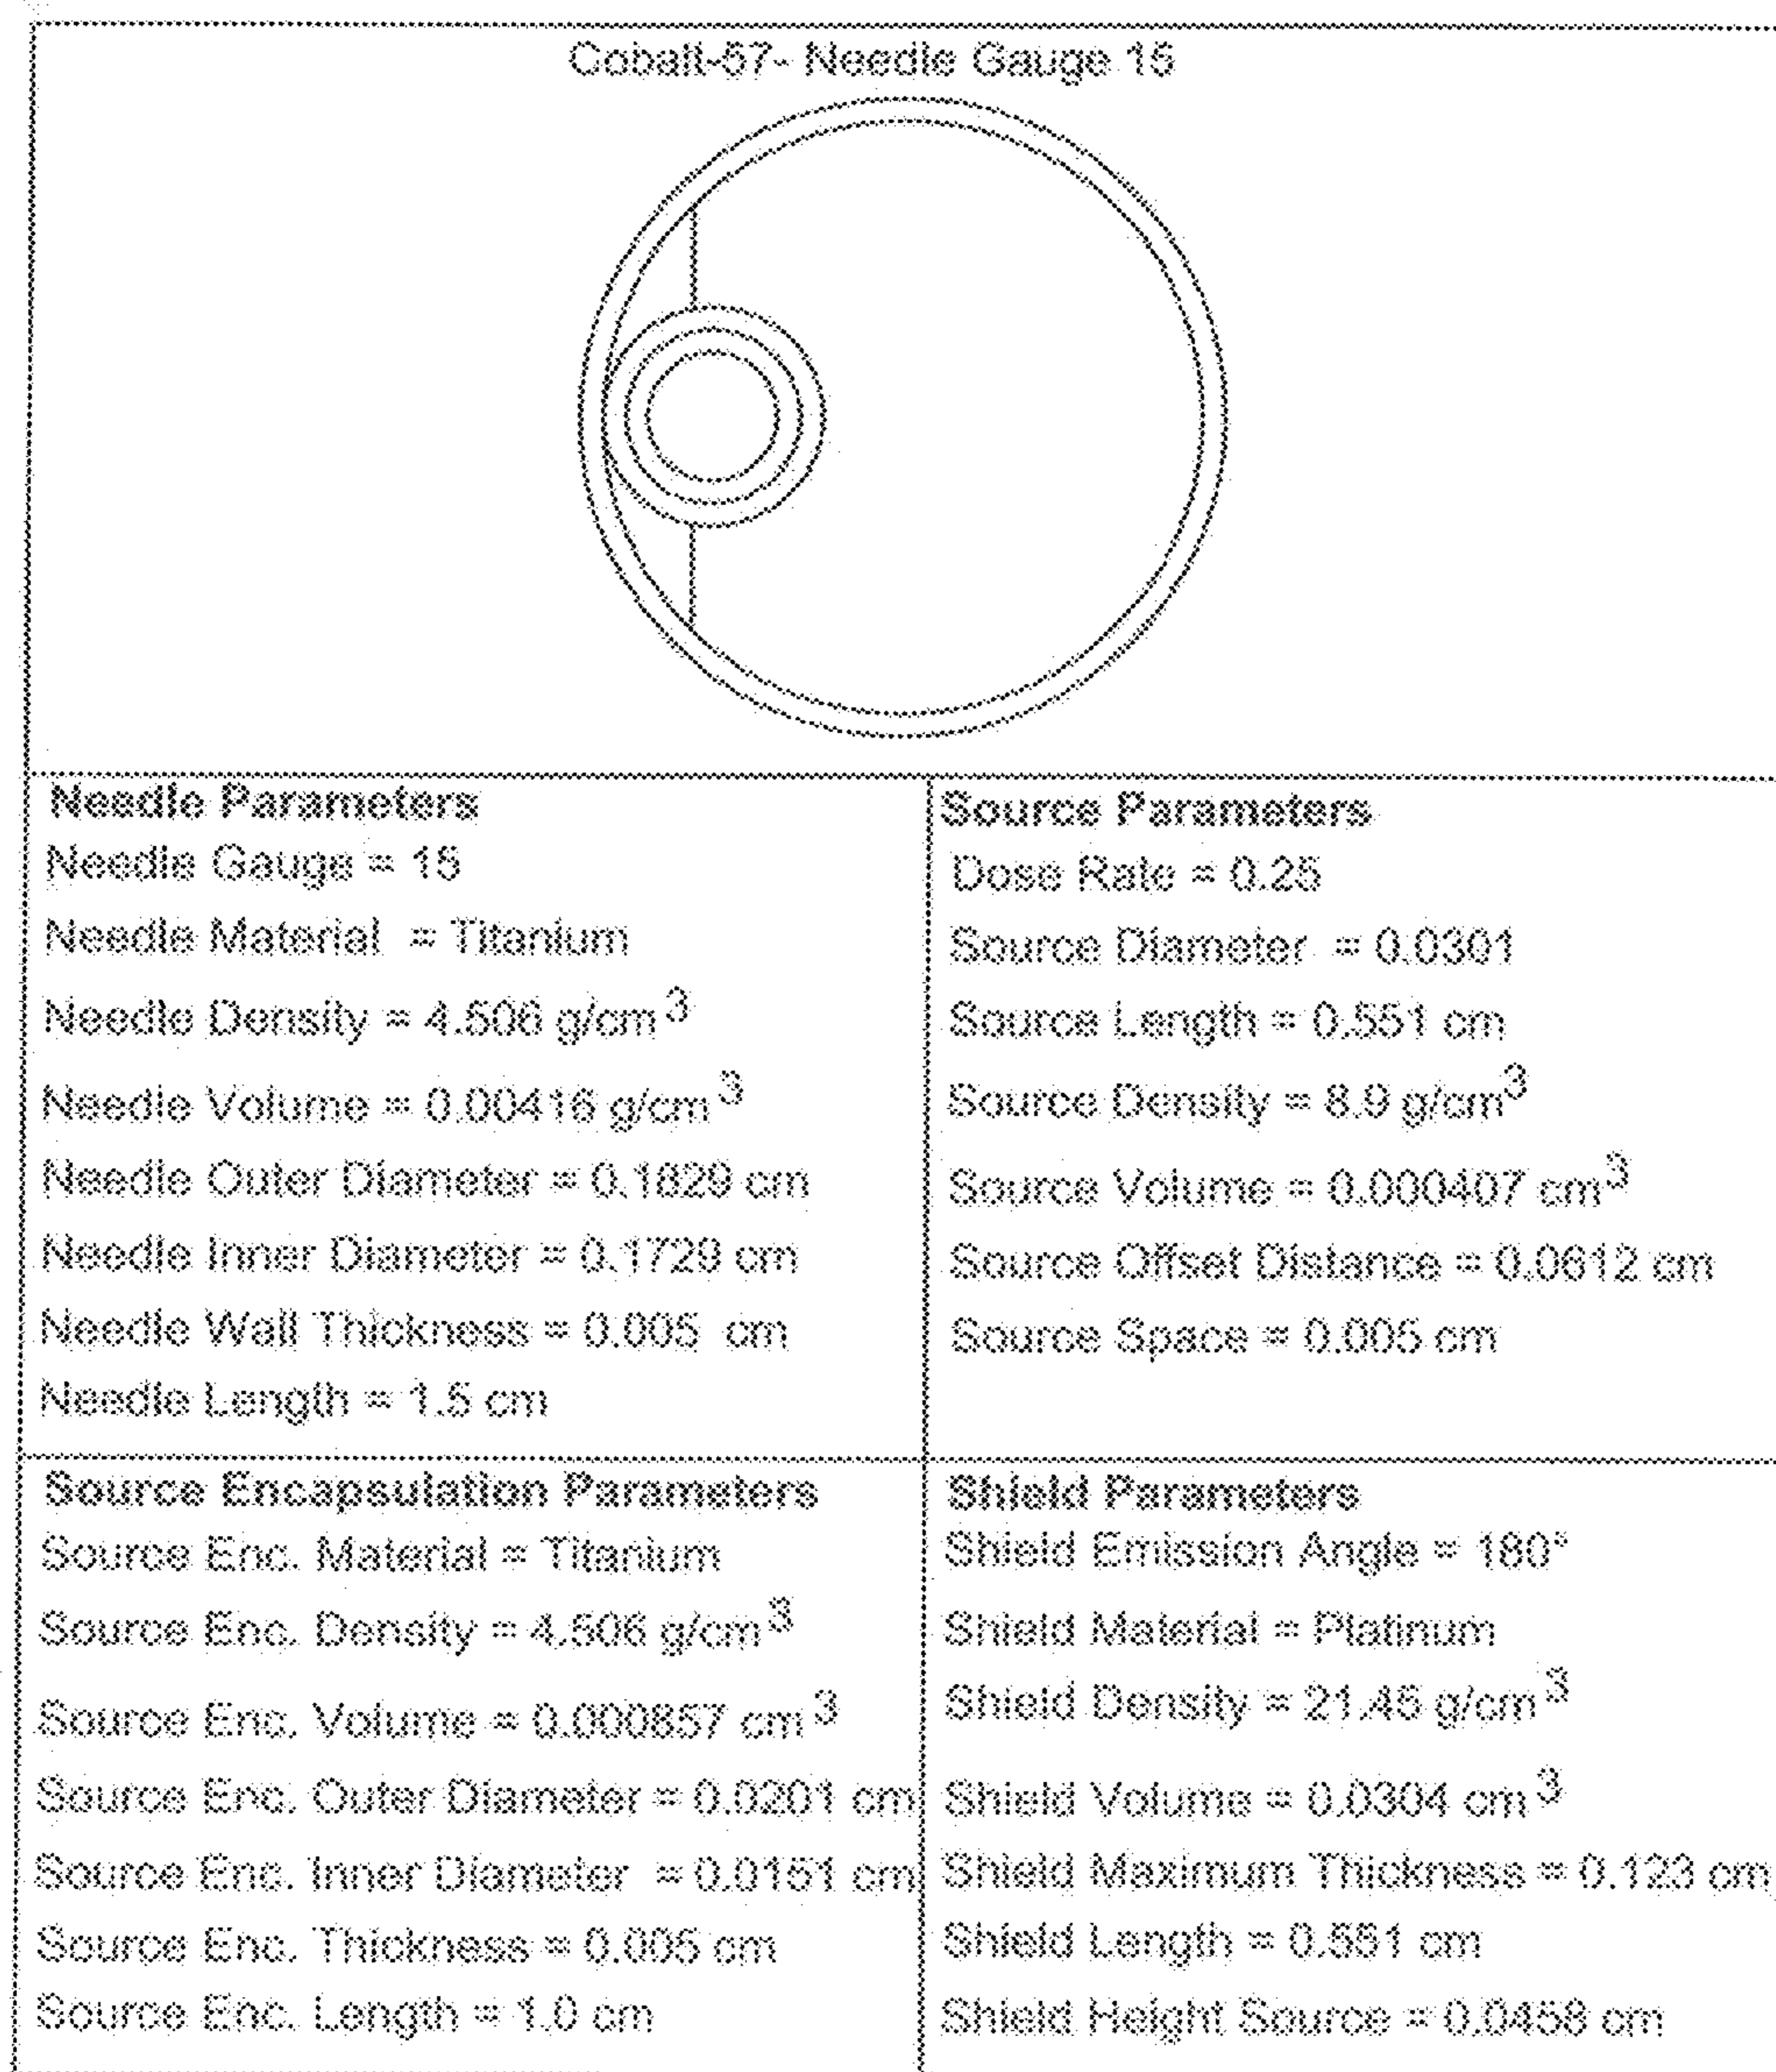 Cobalt-57- Needle Gauge 15
Needle Parameters
Needle Gauge = 15
Needle Material = Titanium
Needle Density = 4.506 g/cm³
Needle Volume = 0.00416 g/cm³
Needle Outer Diameter = 0.1829 cm
Needle Inner Diameter = 0.1729 cm
Needle Wall Thickness = 0.005 cm
Needle Length = 1.5 cm
Source Parameters
Dose Rate = 0.25
Source Diameter = 0.0301
Source Length = 0.551 cm
Source Density = 8.9 g/cm³
Source Volume = 0.000407 cm³
Source Offset Distance = 0.0612 cm
Source Space = 0.005 cm
Source Encapsulation Parameters
Source Enc. Material = Titanium
Source Enc. Density = 4.506 g/cm³
Source Enc. Volume = 0.000857 cm³
Source Enc. Outer Diameter = 0.0201 cm
Source Enc. Inner Diameter = 0.0151 cm
Source Enc. Thickness = 0.005 cm
Source Enc. Length = 1.0 cm
Shield Parameters
Shield Emission Angle = 180°
Shield Material = Platinum
Shield Density = 21.45 g/cm³
Shield Volume = 0.0304 cm³
Shield Maximum Thickness = 0.123 cm
Shield Length = 0.551 cm
Shield Height Source = 0.0458 cm